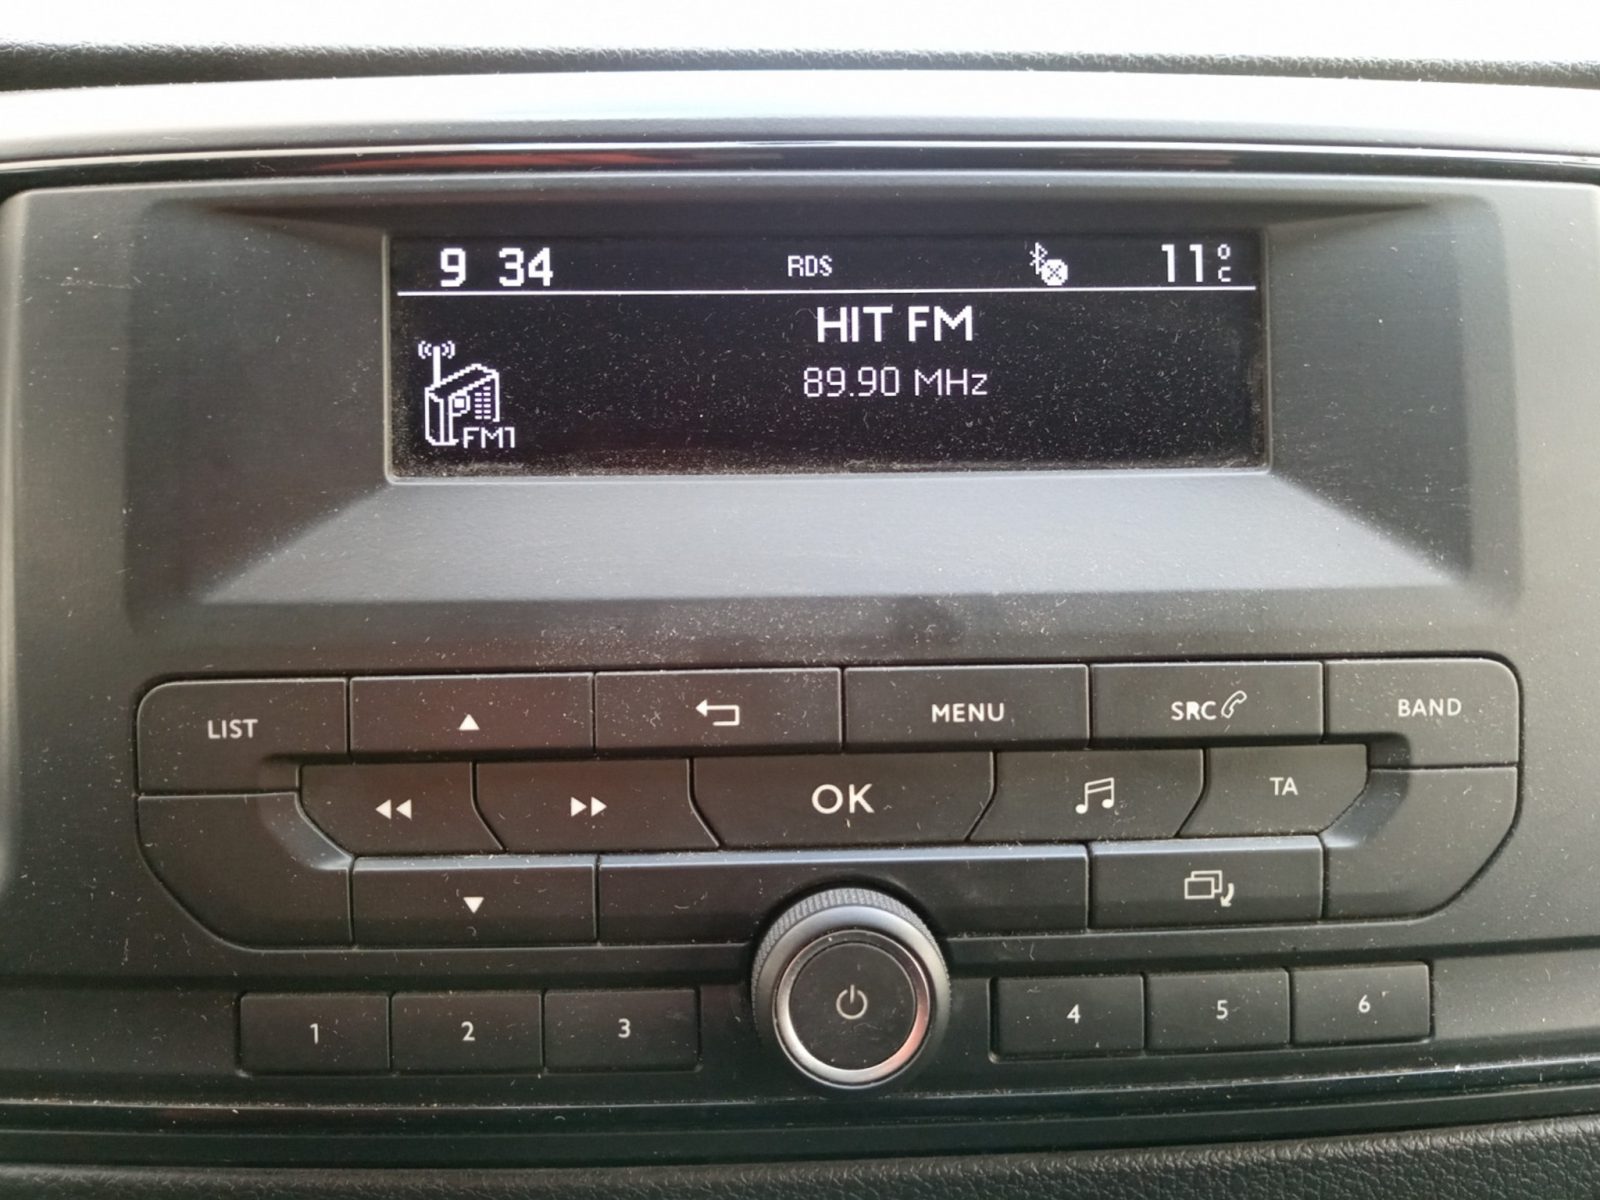 9 34 RDS 11°C
HIT FM
89.90 MHz
FM1
LIST MENU SRC BAND
OK TA
1 2 3 4 5 6